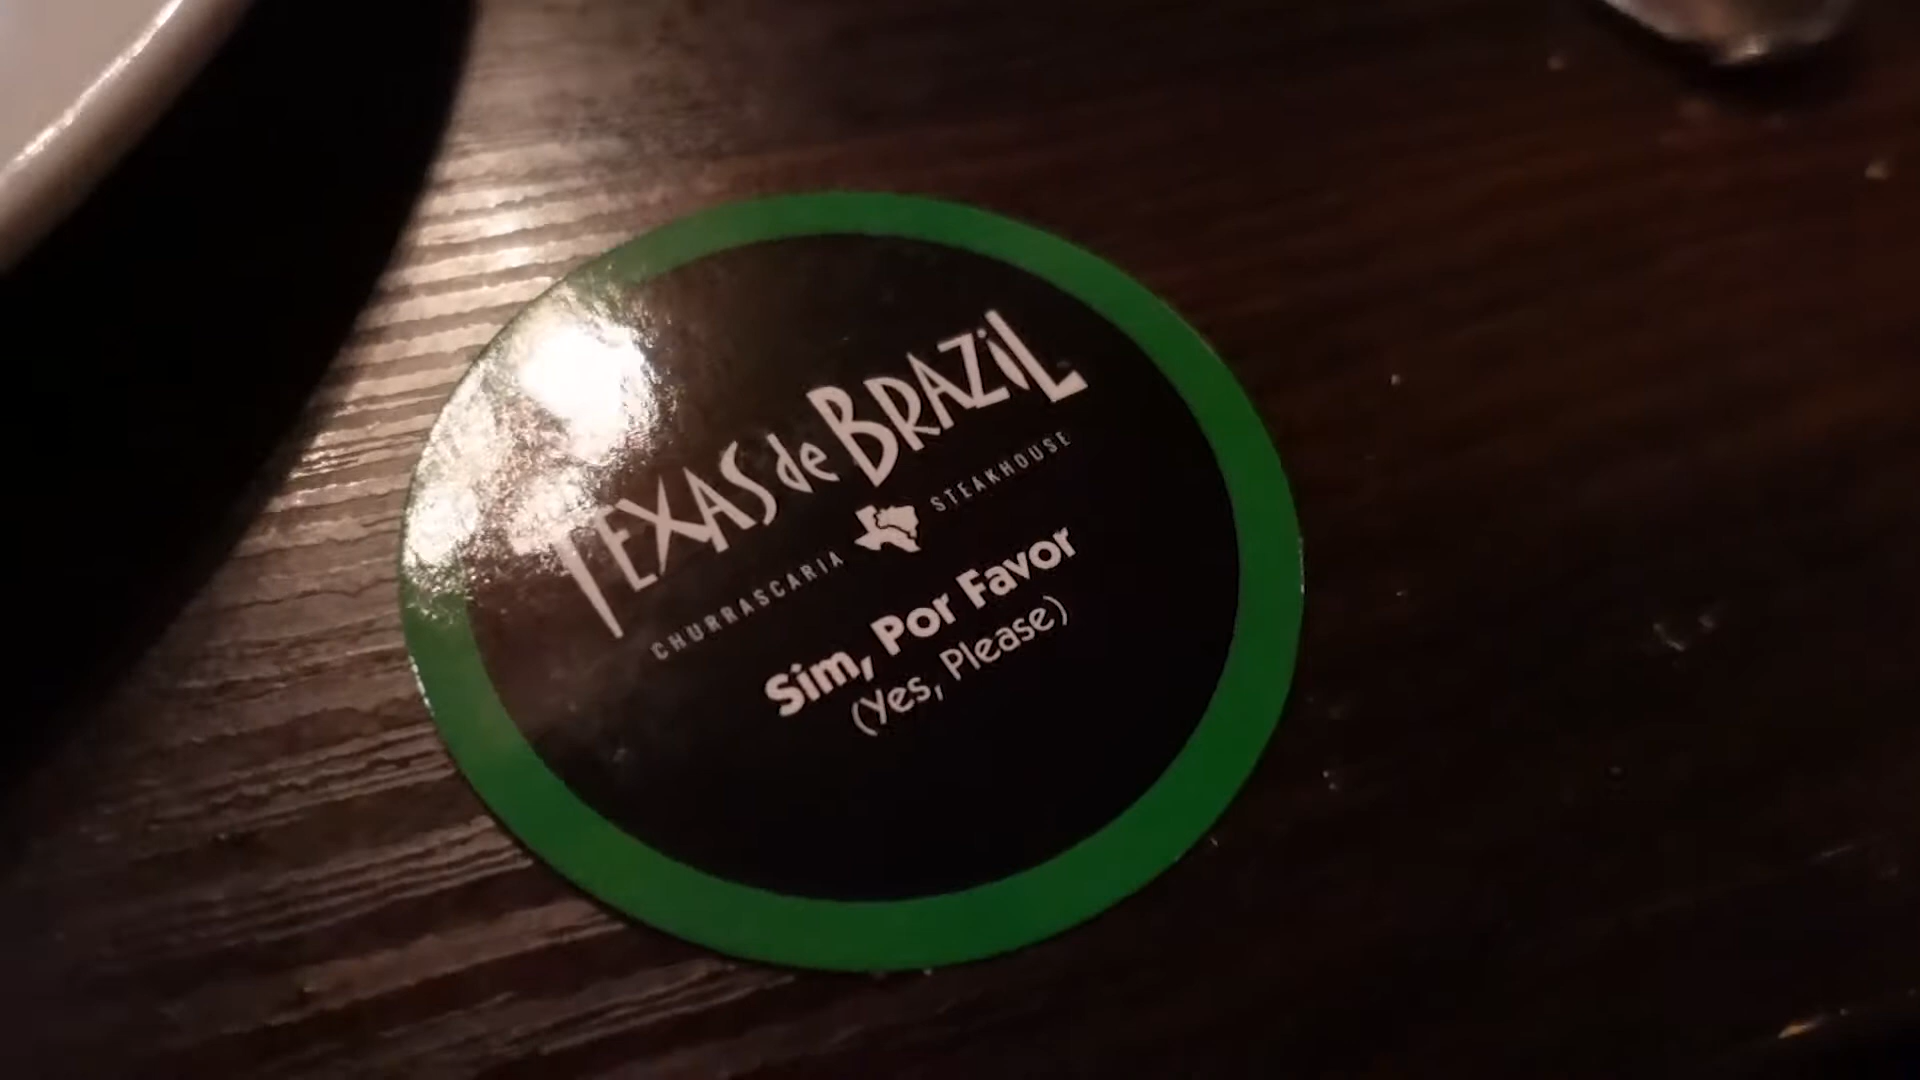 TEXAS de BRAZiL
CHURRASCARIA STEAKHOUSE
Sim, Por Favor
(Yes, Please)